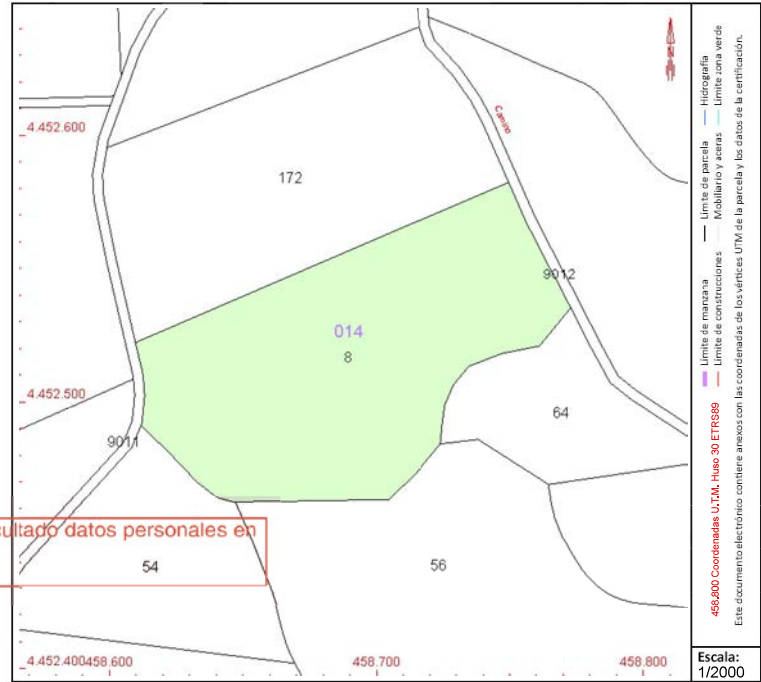 4.452.600
Camino
172
9012
014
8
4.452.500
64
9011
cultado datos personales en
54
56
4.452.400
458.600
458.700
458.800
N
Límite de manzana
Límite de parcela
Hidrografía
Límite de construcciones
Mobiliario y aceras
Límite zona verde
458.800 Coordenadas U.T.M. Huso 30 ETRS89
Este documento electrónico contiene anexos con las coordenadas de los vértices UTM de la parcela y los datos de la certificación.
Escala:
1/2000